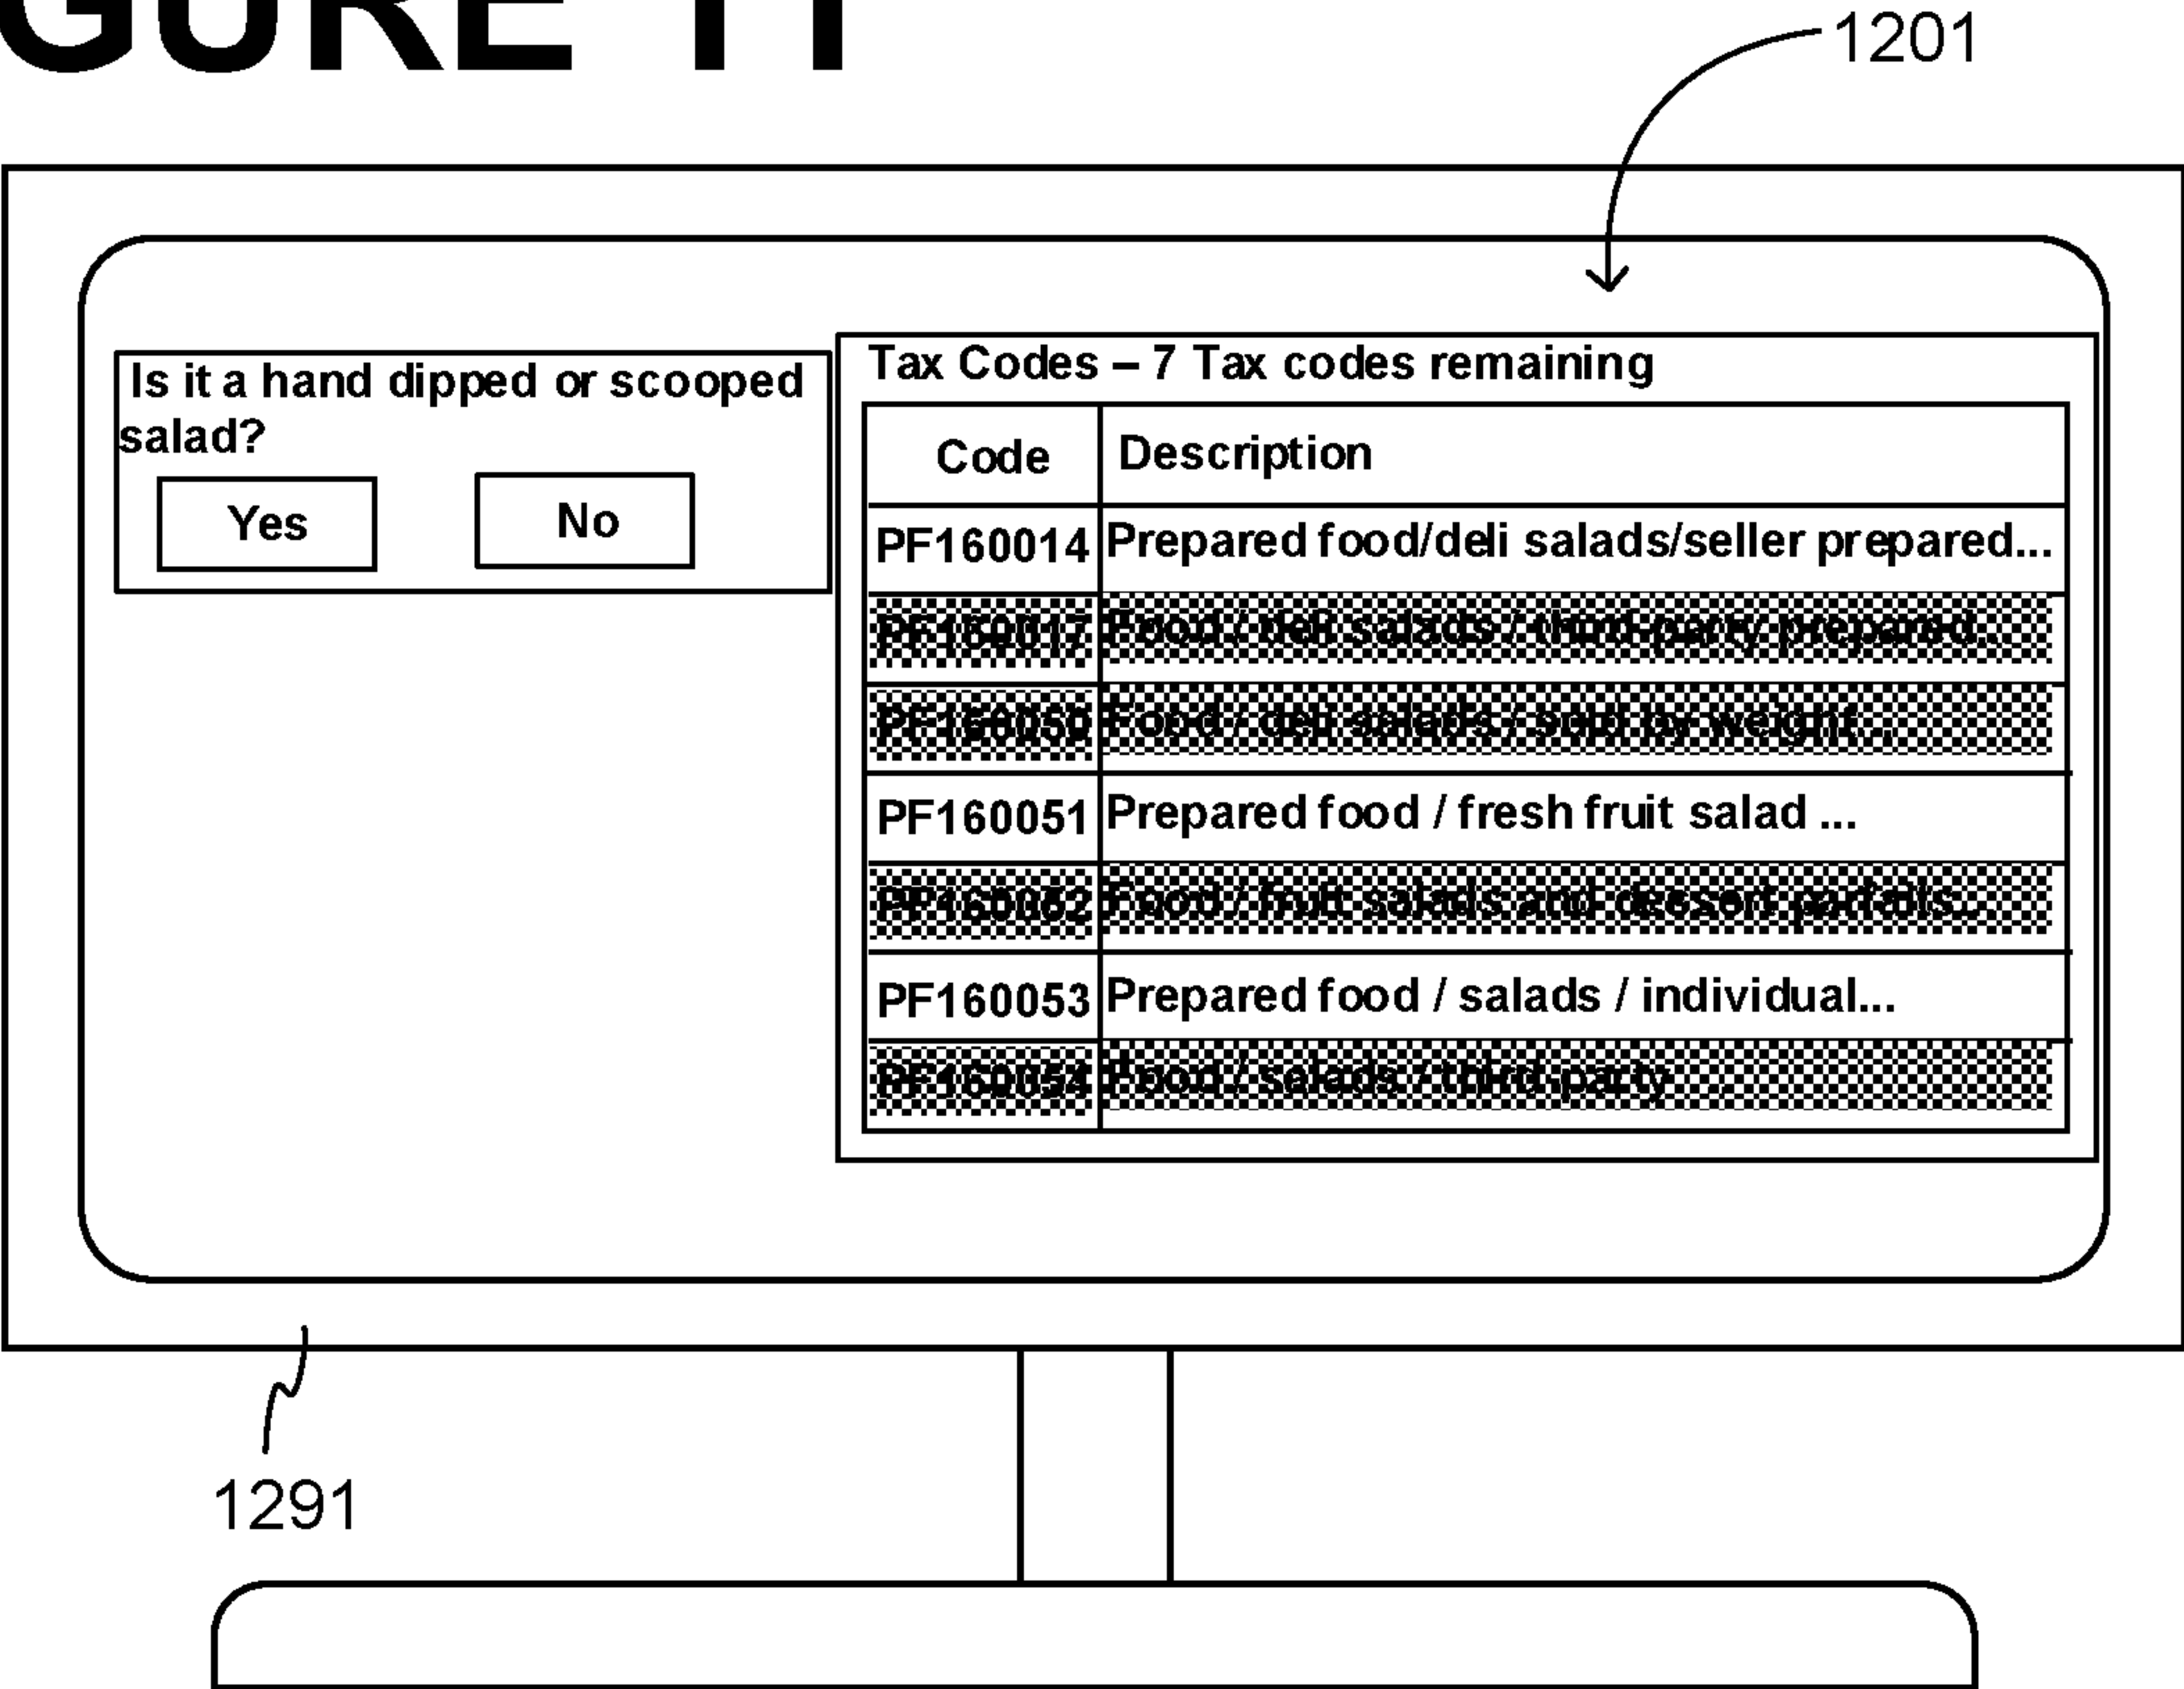 GURE 11
1201
Is it a hand dipped or scooped
salad?
Yes No
Tax Codes – 7 Tax codes remaining
Code Description
PF160014 Prepared food/deli salads/seller prepared...
PF160017 Food / deli salads / third-party prepared...
PF160050 Food / deli salads / sold by weight ...
PF160051 Prepared food / fresh fruit salad ...
PF160052 Food / fruit salads and dessert parfaits...
PF160053 Prepared food / salads / individual...
PF160054 Food / salads / third-party
1291